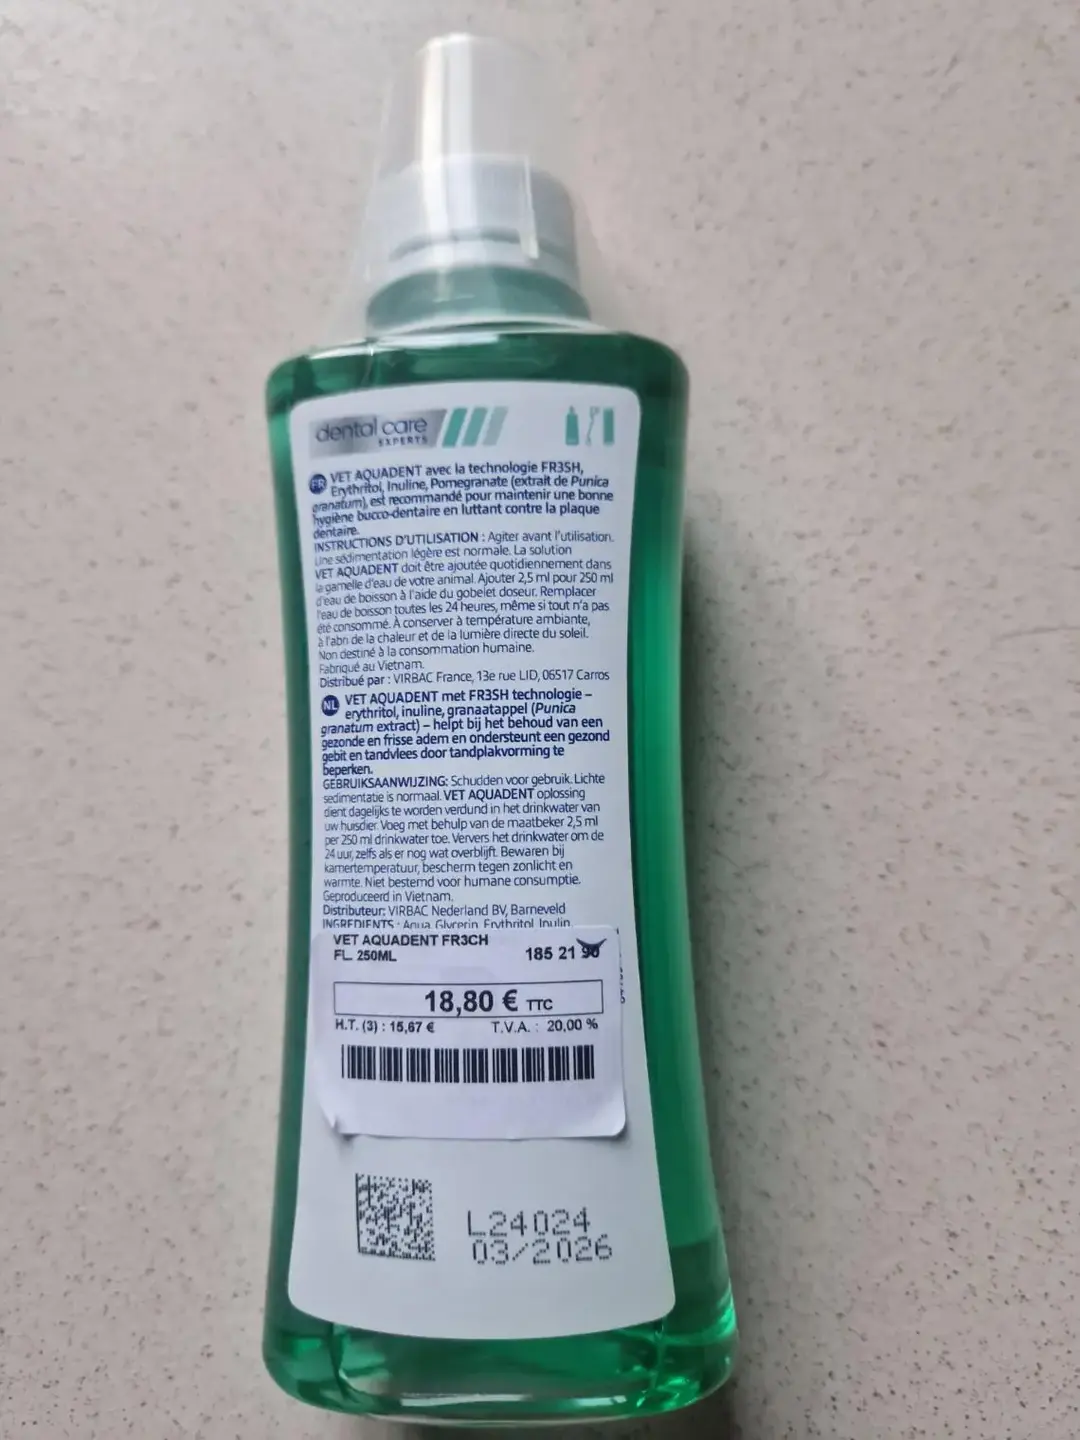 dental care
EXPERTS
FR VET AQUADENT avec la technologie FR3SH,
Erythritol, Inuline, Pomegranate (extrait de Punica
granatum), est recommandé pour maintenir une bonne
hygiène bucco-dentaire en luttant contre la plaque
dentaire.
INSTRUCTIONS D'UTILISATION : Agiter avant l'utilisation.
Une sédimentation légère est normale. La solution
VET AQUADENT doit être ajoutée quotidiennement dans
la gamelle d'eau de votre animal. Ajouter 2,5 ml pour 250 ml
d'eau de boisson à l'aide du gobelet doseur. Remplacer
l'eau de boisson toutes les 24 heures, même si tout n'a pas
été consommé. À conserver à température ambiante,
à l'abri de la chaleur et de la lumière directe du soleil.
Non destiné à la consommation humaine.
Fabriqué au Vietnam.
Distribué par : VIRBAC France, 13e rue LID, 06517 Carros
NL VET AQUADENT met FR3SH technologie –
erythritol, inuline, granaatappel (Punica
granatum extract) – helpt bij het behoud van een
gezonde en frisse adem en ondersteunt een gezond
gebit en tandvlees door tandplakvorming te
beperken.
GEBRUIKSAANWIJZING: Schudden voor gebruik. Lichte
sedimentatie is normaal. VET AQUADENT oplossing
dient dagelijks te worden verdund in het drinkwater van
uw huisdier. Voeg met behulp van de maatbeker 2,5 ml
per 250 ml drinkwater toe. Ververs het drinkwater om de
24 uur, zelfs als er nog wat overblijft. Bewaren bij
kamertemperatuur, bescherm tegen zonlicht en
warmte. Niet bestemd voor humane consumptie.
Geproduceerd in Vietnam.
Distributeur: VIRBAC Nederland BV, Barneveld
INGREDIENTS : Aqua, Glycerin, Erythritol, Inulin,
VET AQUADENT FR3CH
FL. 250ML
185 21 90
18,80 € TTC
H.T. (3) : 15,67 € T.V.A. : 20,00 %
L24024
03/2026